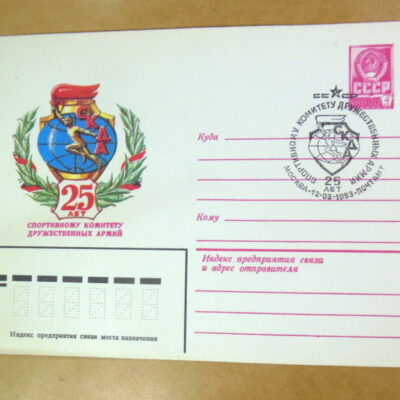 СКДА
25
ЛЕТ
СПОРТИВНОМУ КОМИТЕТУ
ДРУЖЕСТВЕННЫХ АРМИЙ
СССР
СПОРТИВНОМУ КОМИТЕТУ ДРУЖЕСТВЕННЫХ АРМИЙ
СКДА
25
ЛЕТ
МОСКВА • 12-03-1983 • ПОЧТАМТ
Куда
Кому
Индекс предприятия связи
и адрес отправителя
Индекс предприятия связи места назначения